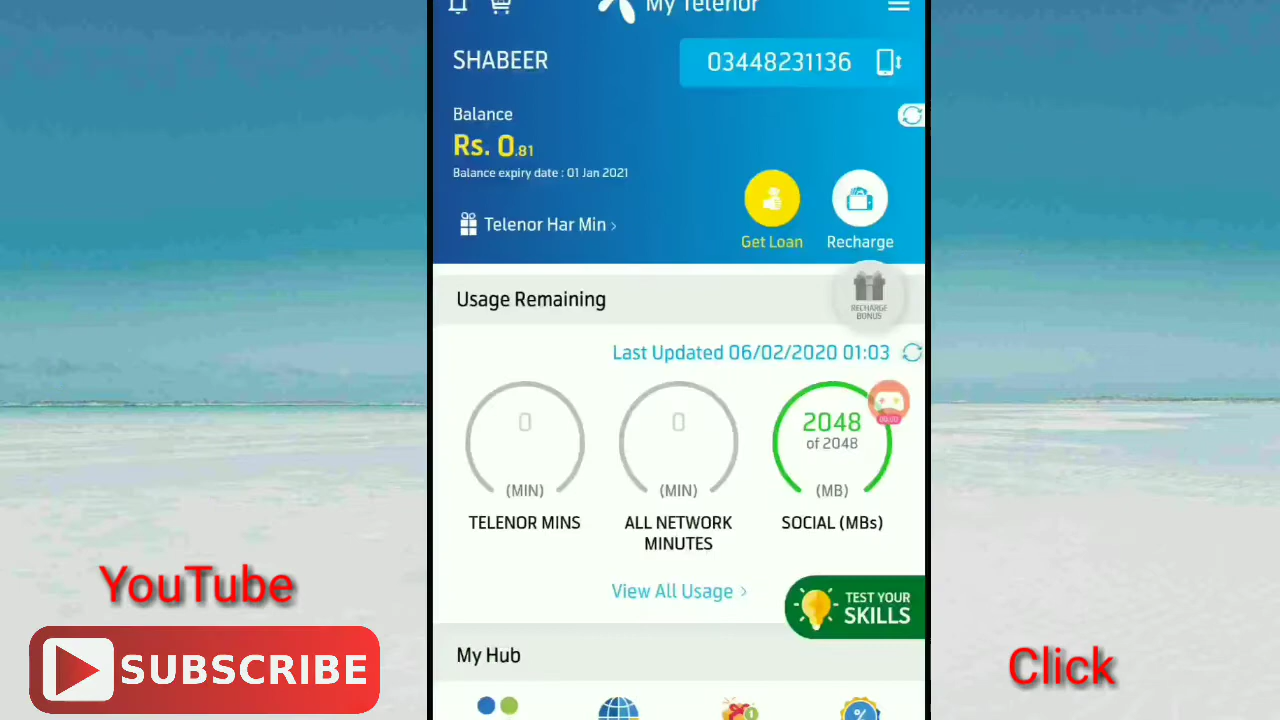 My Telenor
SHABEER
03448231136
Balance
Rs. 0.81
Balance expiry date : 01 Jan 2021
Telenor Har Min ›
Get Loan
Recharge
RECHARGE
BONUS
Usage Remaining
Last Updated 06/02/2020 01:03
0
(MIN)
TELENOR MINS
0
(MIN)
ALL NETWORK
MINUTES
2048
of 2048
(MB)
SOCIAL (MBs)
00:00
View All Usage ›
TEST YOUR
SKILLS
My Hub
1
%
YouTube
SUBSCRIBE
Click